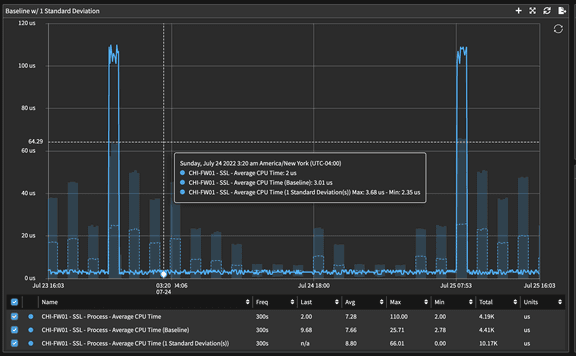 Baseline w/ 1 Standard Deviation
120 us
100 us
80 us
64.29
60 us
40 us
20 us
0 us
Sunday, July 24 2022 3:20 am America/New York (UTC-04:00)
CHI-FW01 - SSL - Average CPU Time: 2 us
CHI-FW01 - SSL - Average CPU Time (Baseline): 3.01 us
CHI-FW01 - SSL - Average CPU Time (1 Standard Deviation(s)) Max: 3.68 us - Min: 2.35 us
Jul 23 16:03 03:20 4:06 Jul 24 18:00 Jul 25 07:53 Jul 25 16:03
07-24
Name Freq Last Avg Max Min Total Units
CHI-FW01 - SSL - Process - Average CPU Time 300s 2.00 7.28 110.00 2.00 4.19K us
CHI-FW01 - SSL - Process - Average CPU Time (Baseline) 300s 9.68 7.66 25.71 2.78 4.41K us
CHI-FW01 - SSL - Process - Average CPU Time (1 Standard Deviation(s)) 300s n/a 8.80 66.01 0.00 10.17K us